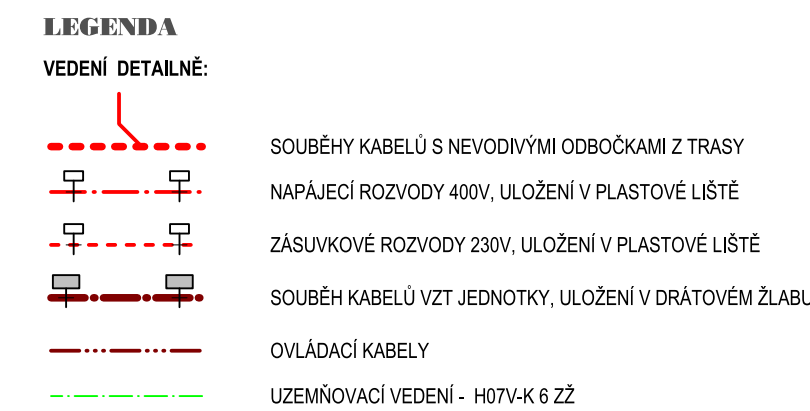 LEGENDA
VEDENÍ DETAILNĚ:
SOUBĚHY KABELŮ S NEVODIVÝMI ODBOČKAMI Z TRASY
NAPÁJECÍ ROZVODY 400V, ULOŽENÍ V PLASTOVÉ LIŠTĚ
ZÁSUVKOVÉ ROZVODY 230V, ULOŽENÍ V PLASTOVÉ LIŠTĚ
SOUBĚH KABELŮ VZT JEDNOTKY, ULOŽENÍ V DRÁTOVÉM ŽLABU
OVLÁDACÍ KABELY
UZEMŇOVACÍ VEDENÍ - H07V-K 6 ZŽ